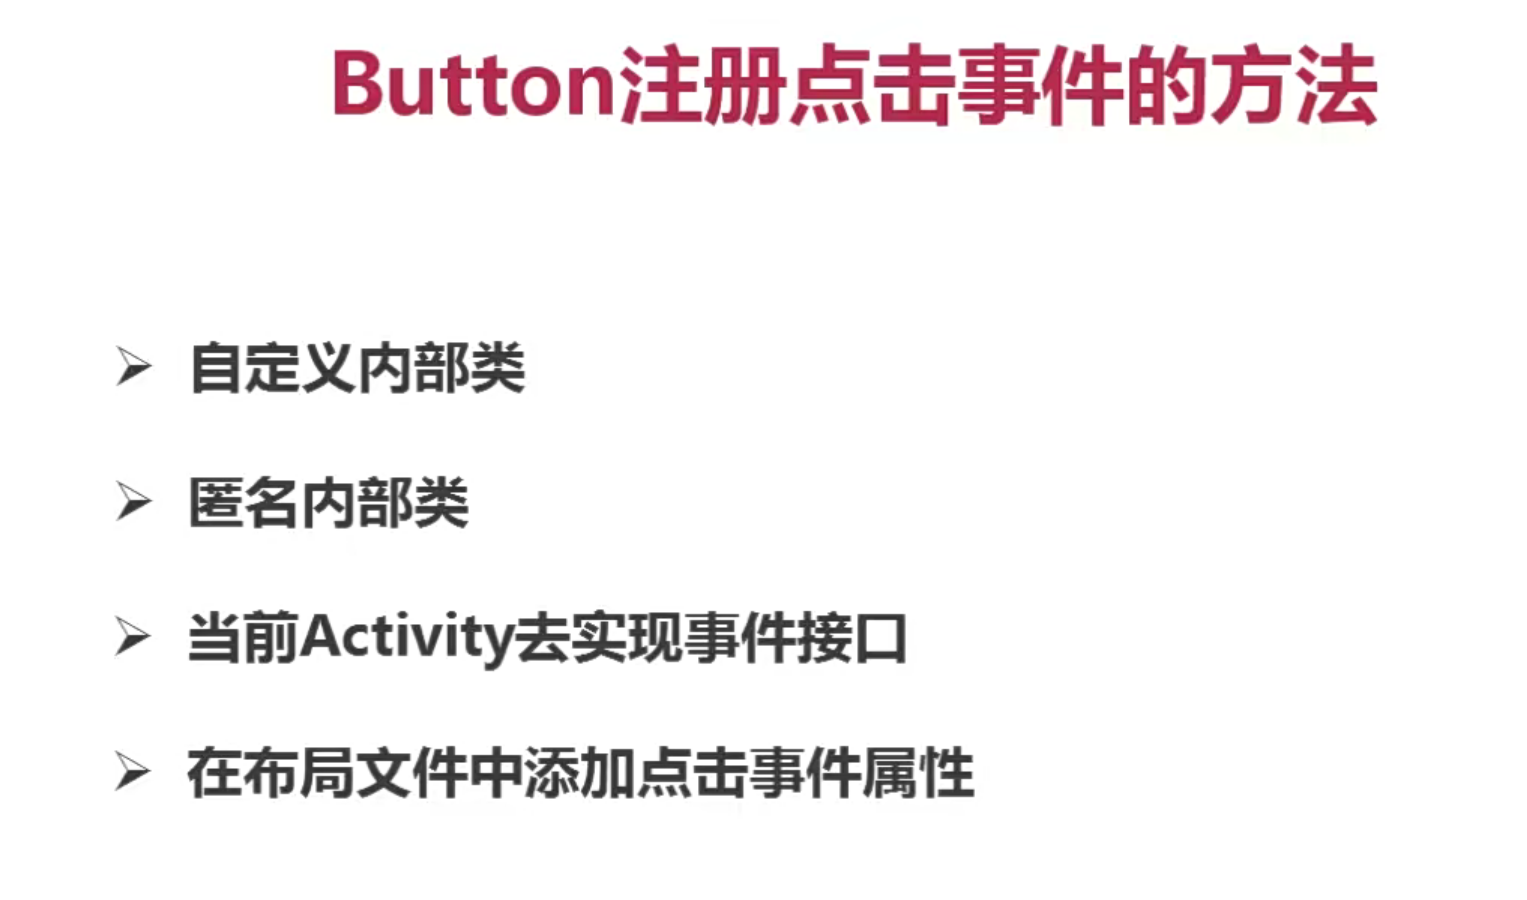 Button注册点击事件的方法
自定义内部类
匿名内部类
当前Activity去实现事件接口
在布局文件中添加点击事件属性